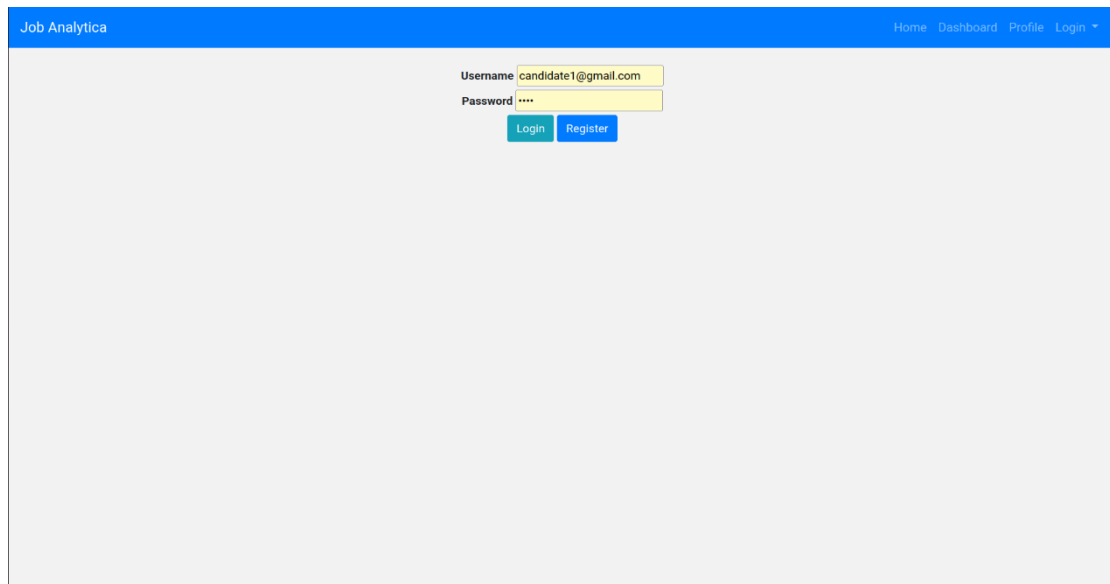 Job Analytica Home Dashboard Profile Login
Username candidate1@gmail.com
Password ••••
Login Register